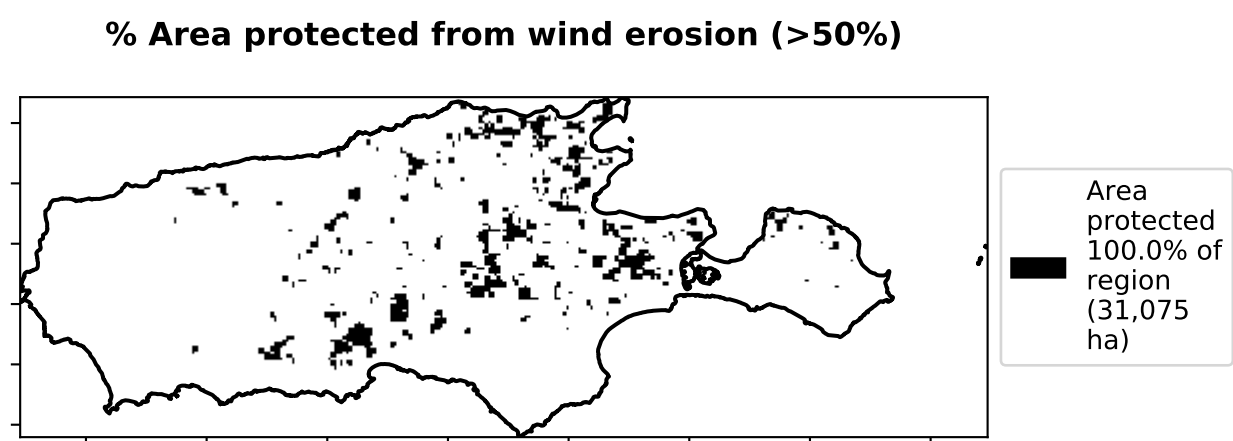 % Area protected from wind erosion (>50%)
Area
protected
100.0% of
region
(31,075
ha)